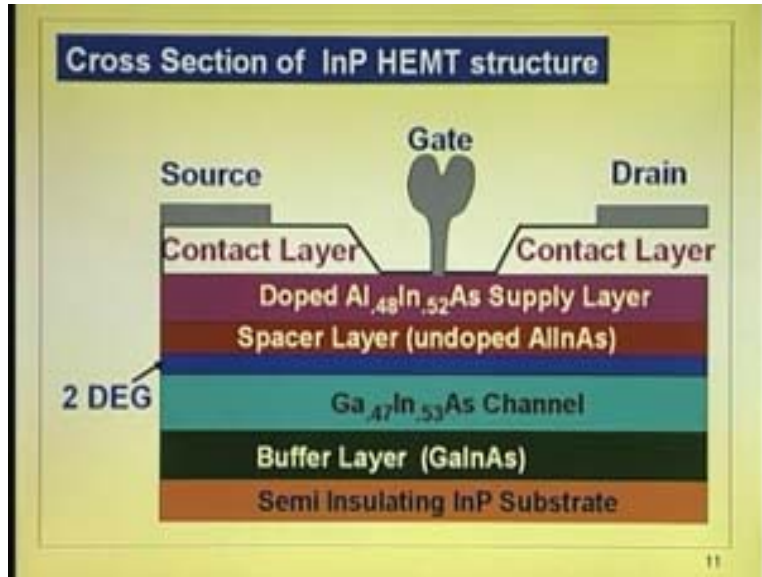 Cross Section of InP HEMT structure
Gate
Source
Drain
Contact Layer
Contact Layer
Doped Al.48In.52As Supply Layer
Spacer Layer (undoped AlInAs)
2 DEG
Ga.47In.53As Channel
Buffer Layer (GaInAs)
Semi Insulating InP Substrate
11